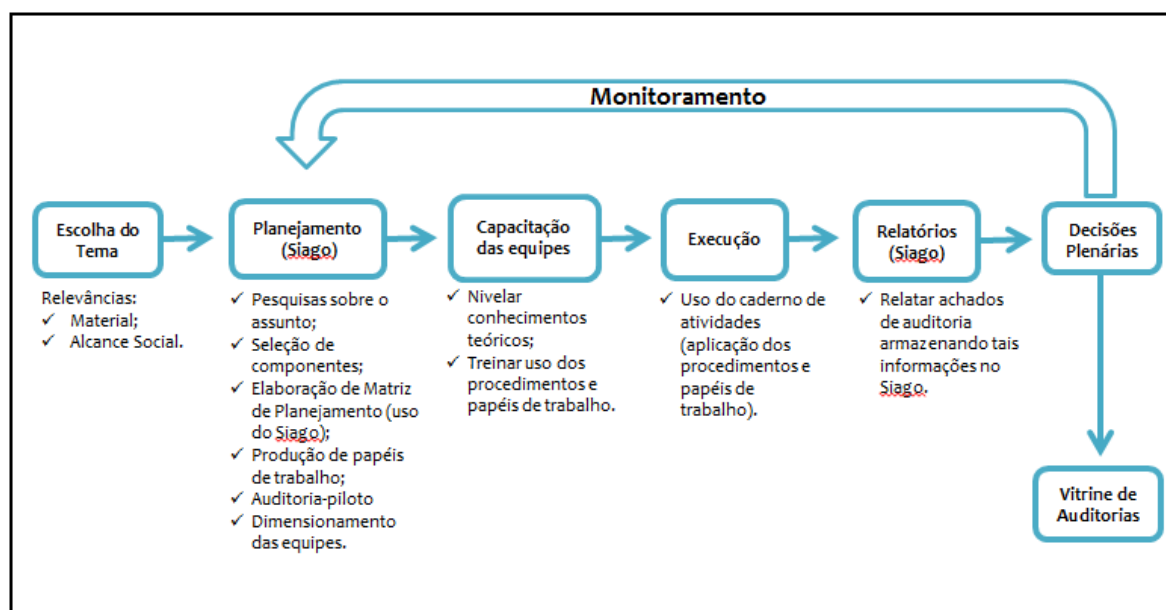 Monitoramento
Escolha do
Tema
Relevâncias:
✓ Material;
✓ Alcance Social.
Planejamento
(Siago)
✓ Pesquisas sobre o
assunto;
✓ Seleção de
componentes;
✓ Elaboração de Matriz
de Planejamento (uso
do Siago);
✓ Produção de papéis
de trabalho;
✓ Auditoria-piloto
✓ Dimensionamento
das equipes.
Capacitação
das equipes
✓ Nivelar
conhecimentos
teóricos;
✓ Treinar uso dos
procedimentos e
papéis de trabalho.
Execução
✓ Uso do caderno de
atividades
(aplicação dos
procedimentos e
papéis de
trabalho).
Relatórios
(Siago)
✓ Relatar achados
de auditoria
armazenando tais
informações no
Siago.
Decisões
Plenárias
Vitrine de
Auditorias